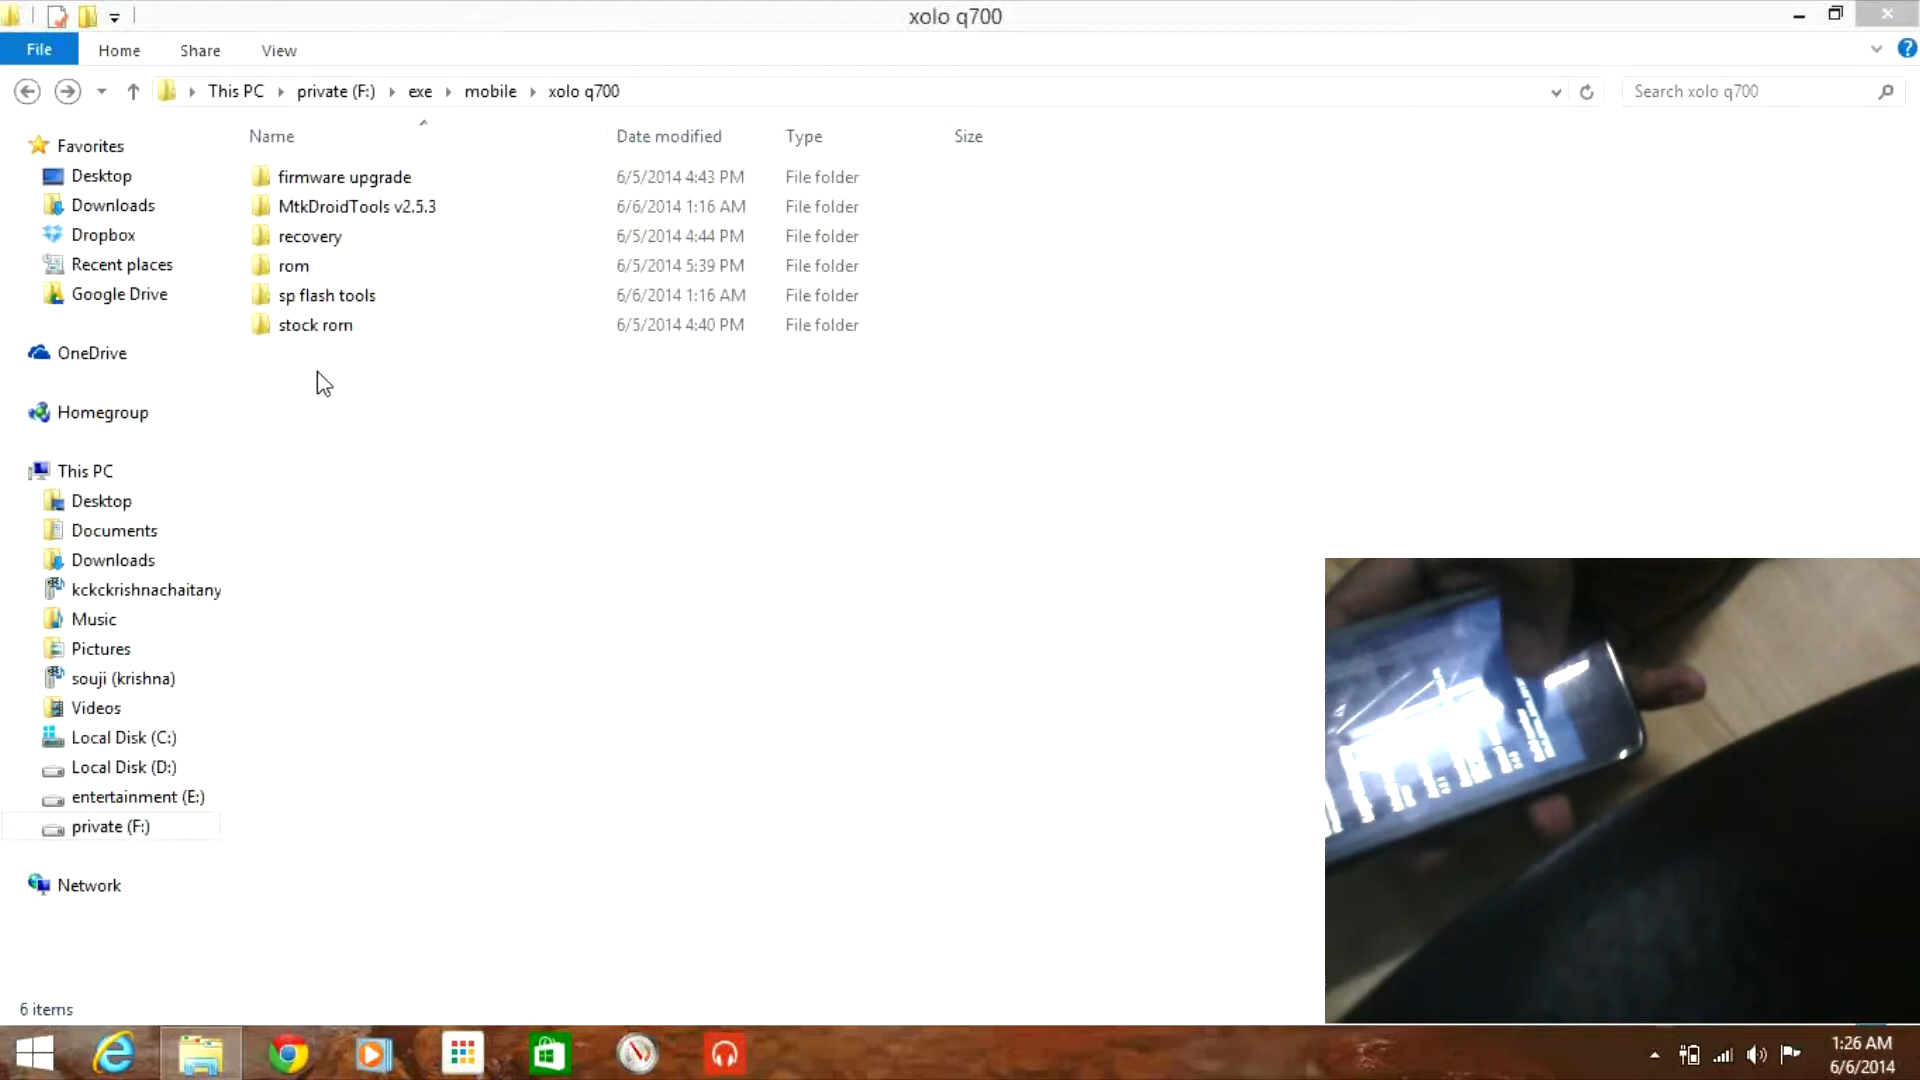 xolo q700
File Home Share View
This PC private (F:) exe mobile xolo q700
Search xolo q700
Name Date modified Type Size
firmware upgrade 6/5/2014 4:43 PM File folder
MtkDroidTools v2.5.3 6/6/2014 1:16 AM File folder
recovery 6/5/2014 4:44 PM File folder
rom 6/5/2014 5:39 PM File folder
sp flash tools 6/6/2014 1:16 AM File folder
stock rom 6/5/2014 4:40 PM File folder
Favorites
Desktop
Downloads
Dropbox
Recent places
Google Drive
OneDrive
Homegroup
This PC
Desktop
Documents
Downloads
kckckrishnachaitany
Music
Pictures
souji (krishna)
Videos
Local Disk (C:)
Local Disk (D:)
entertainment (E:)
private (F:)
Network
6 items
1:26 AM
6/6/2014